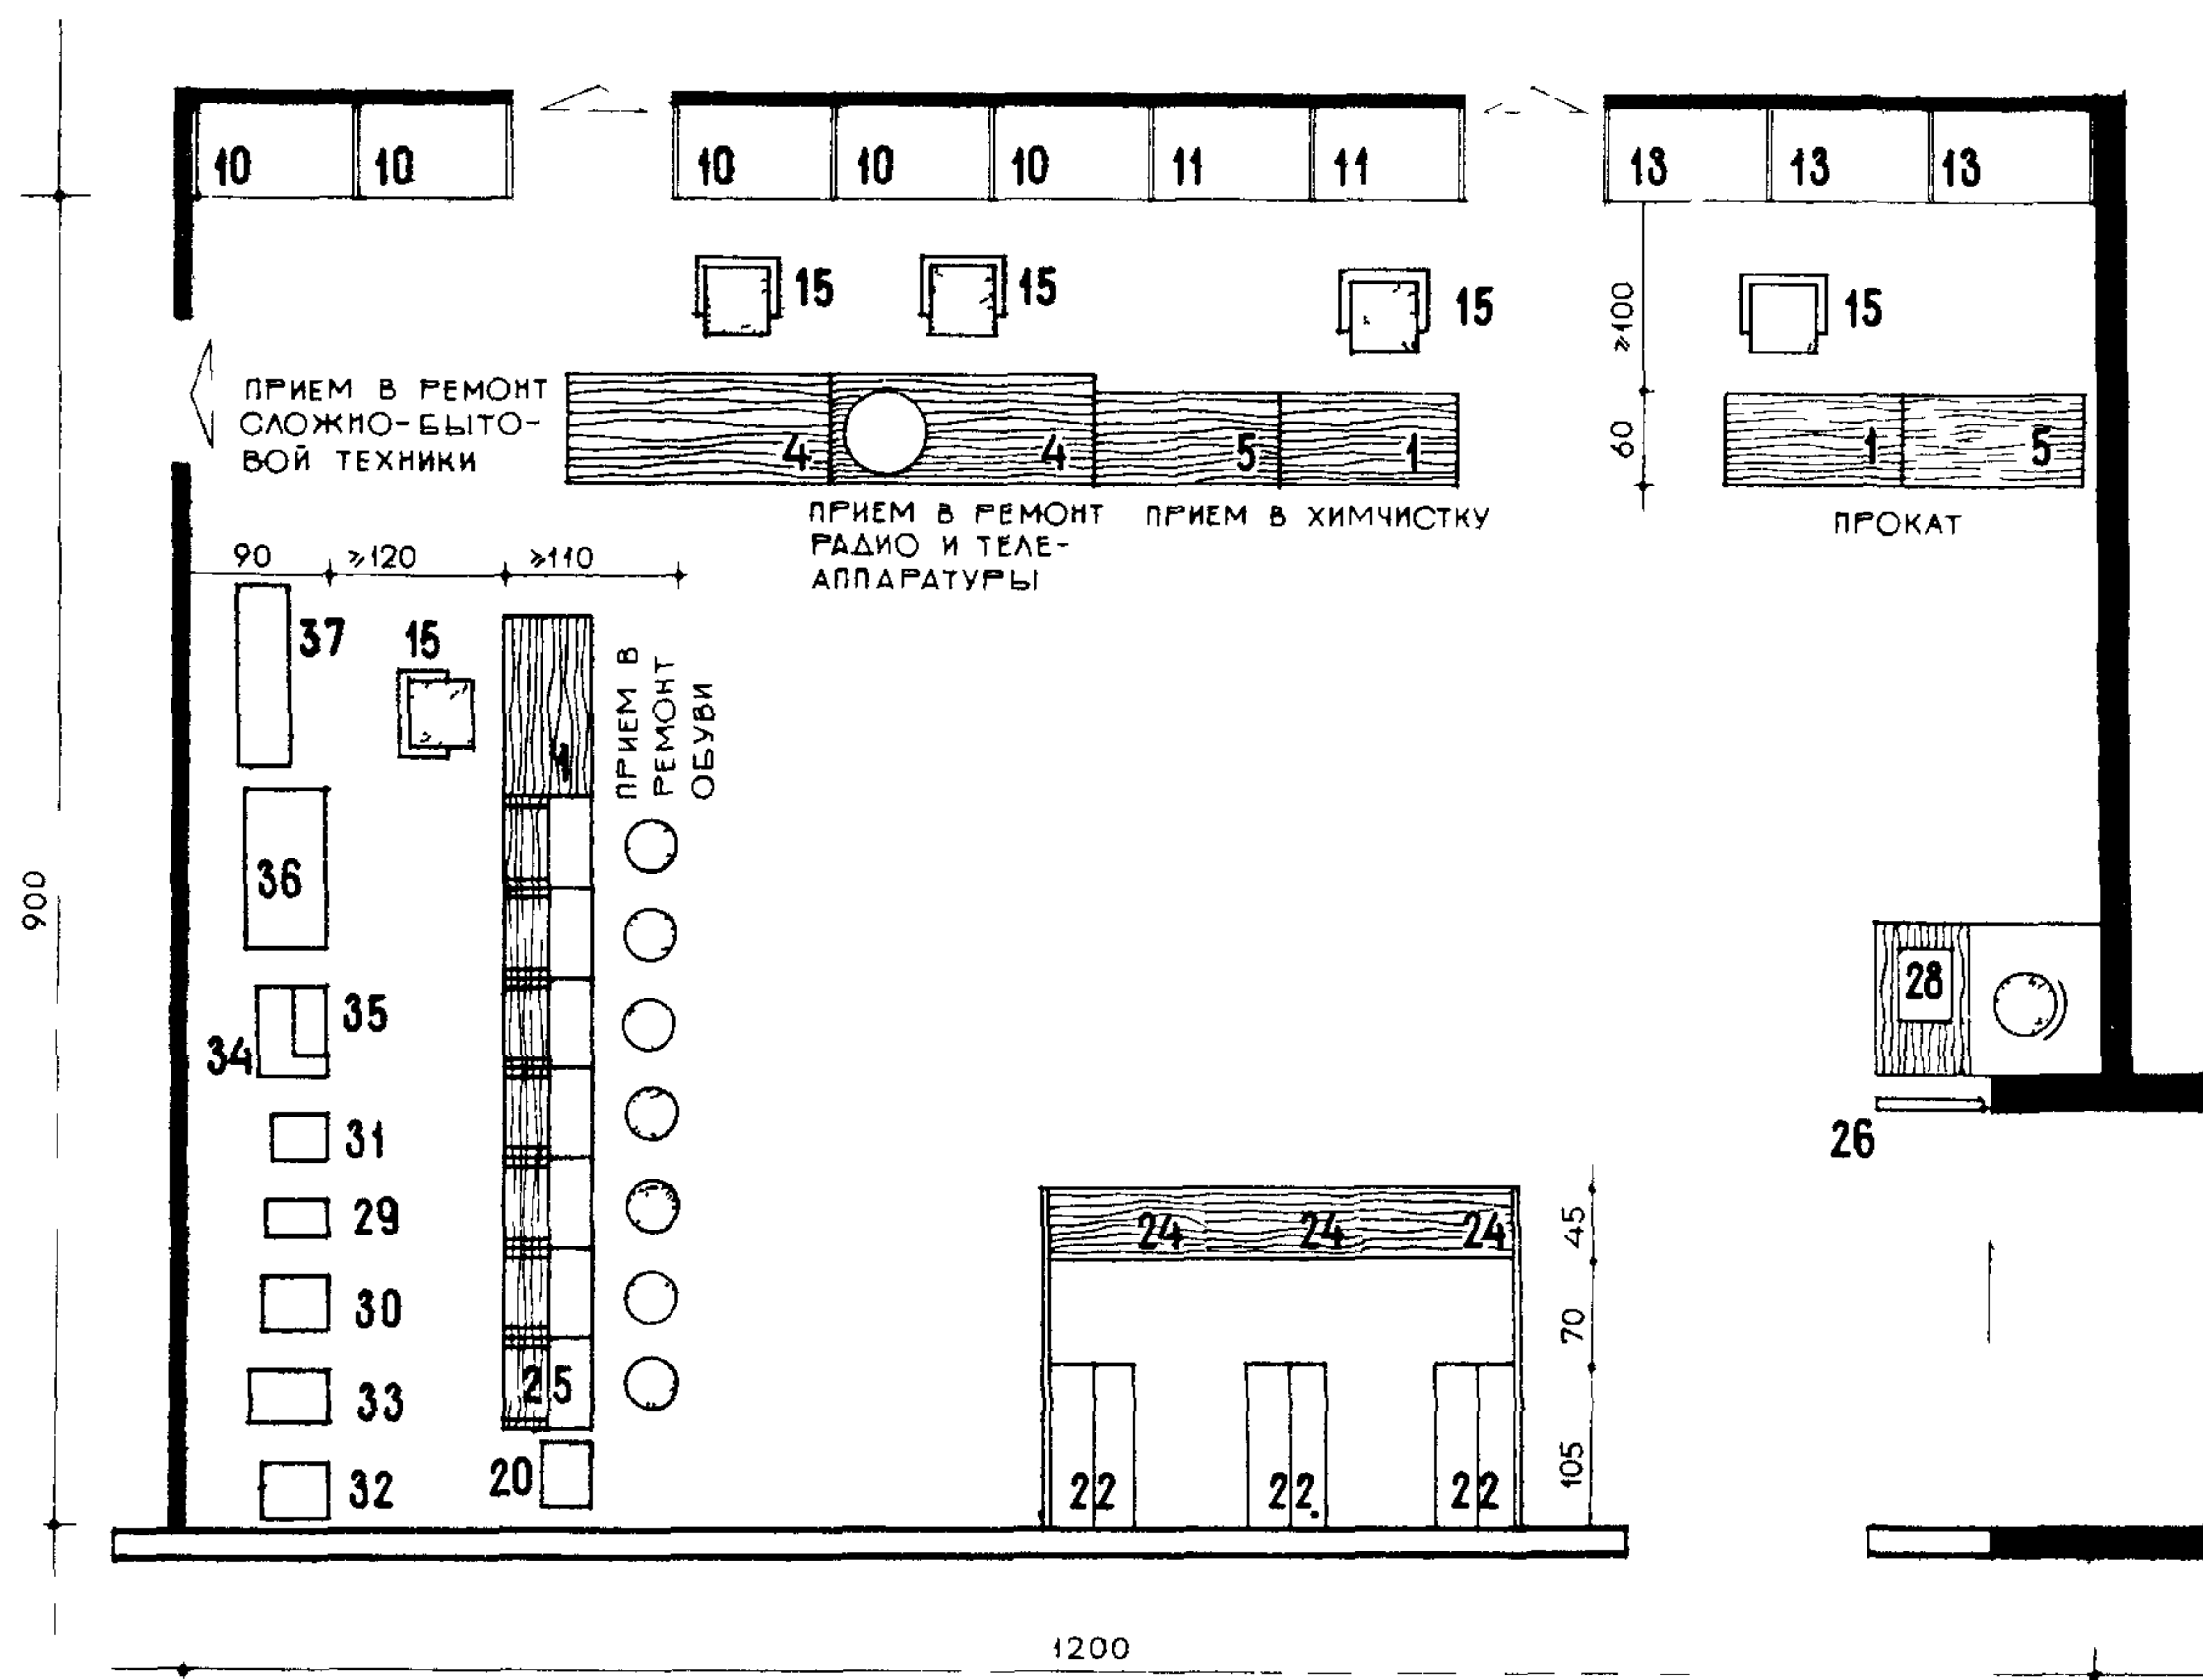 10 10 10 10 10 11 11 13 13 13
15 15 15 15
≥100
60
ПРИЕМ В РЕМОНТ
СЛОЖНО-БЫТО-
ВОЙ ТЕХНИКИ
4 4 5 1 1 5
ПРИЕМ В РЕМОНТ
РАДИО И ТЕЛЕ-
АППАРАТУРЫ
ПРИЕМ В ХИМЧИСТКУ
ПРОКАТ
90 ≥120 ≥110
37
15
1
ПРИЕМ В
РЕМОНТ
ОБУВИ
36
900
35
34
31
29
30
33
32
25
20
28
26
24 24 24
45
70
105
22 22 22
1200